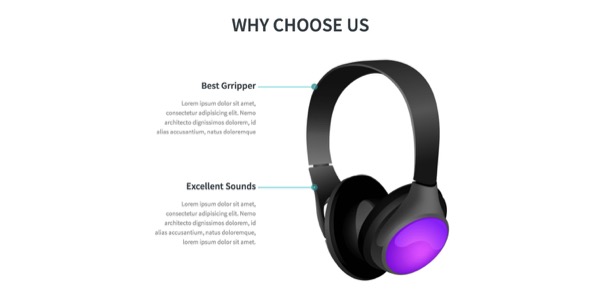 WHY CHOOSE US
Best Grripper
Lorem ipsum dolor sit amet,
consectetur adipisicing elit. Nemo
architecto dignissimos dolorem, id
alias accusantium, natus doloremque
Excellent Sounds
Lorem ipsum dolor sit amet,
consectetur adipisicing elit. Nemo
architecto dignissimos dolorem, id
alias accusantium, natus doloremque,
lorem ipsum dolor sit amet.